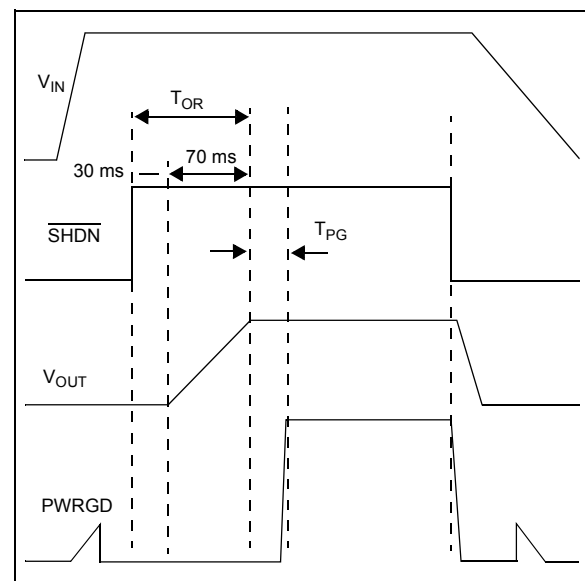 V_IN
T_OR
30 ms
70 ms
SHDN
T_PG
V_OUT
PWRGD